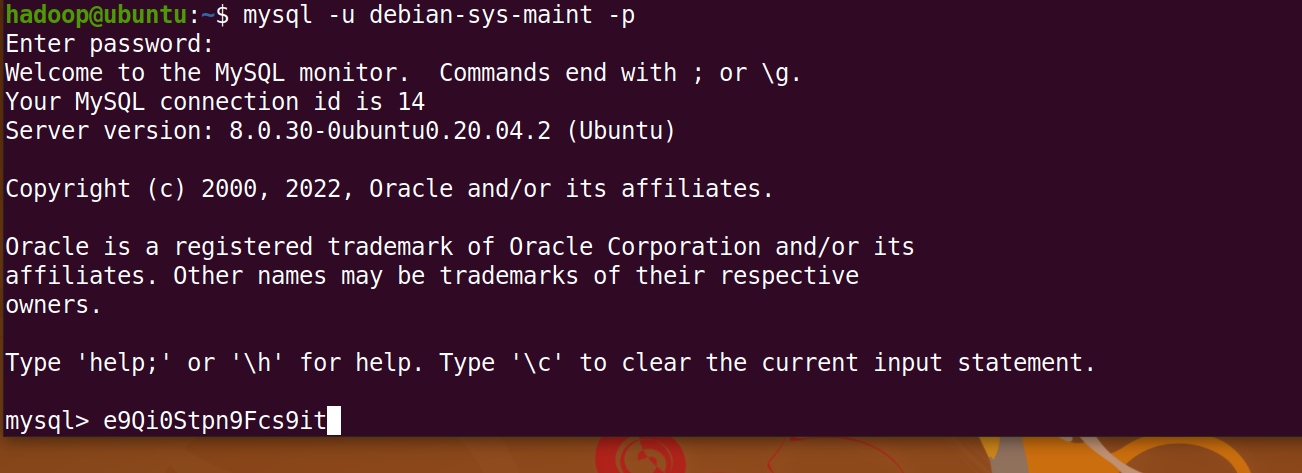 hadoop@ubuntu:~$ mysql -u debian-sys-maint -p
Enter password:
Welcome to the MySQL monitor.  Commands end with ; or \g.
Your MySQL connection id is 14
Server version: 8.0.30-0ubuntu0.20.04.2 (Ubuntu)
Copyright (c) 2000, 2022, Oracle and/or its affiliates.
Oracle is a registered trademark of Oracle Corporation and/or its
affiliates. Other names may be trademarks of their respective
owners.
Type 'help;' or '\h' for help. Type '\c' to clear the current input statement.
mysql> e9Qi0Stpn9Fcs9it